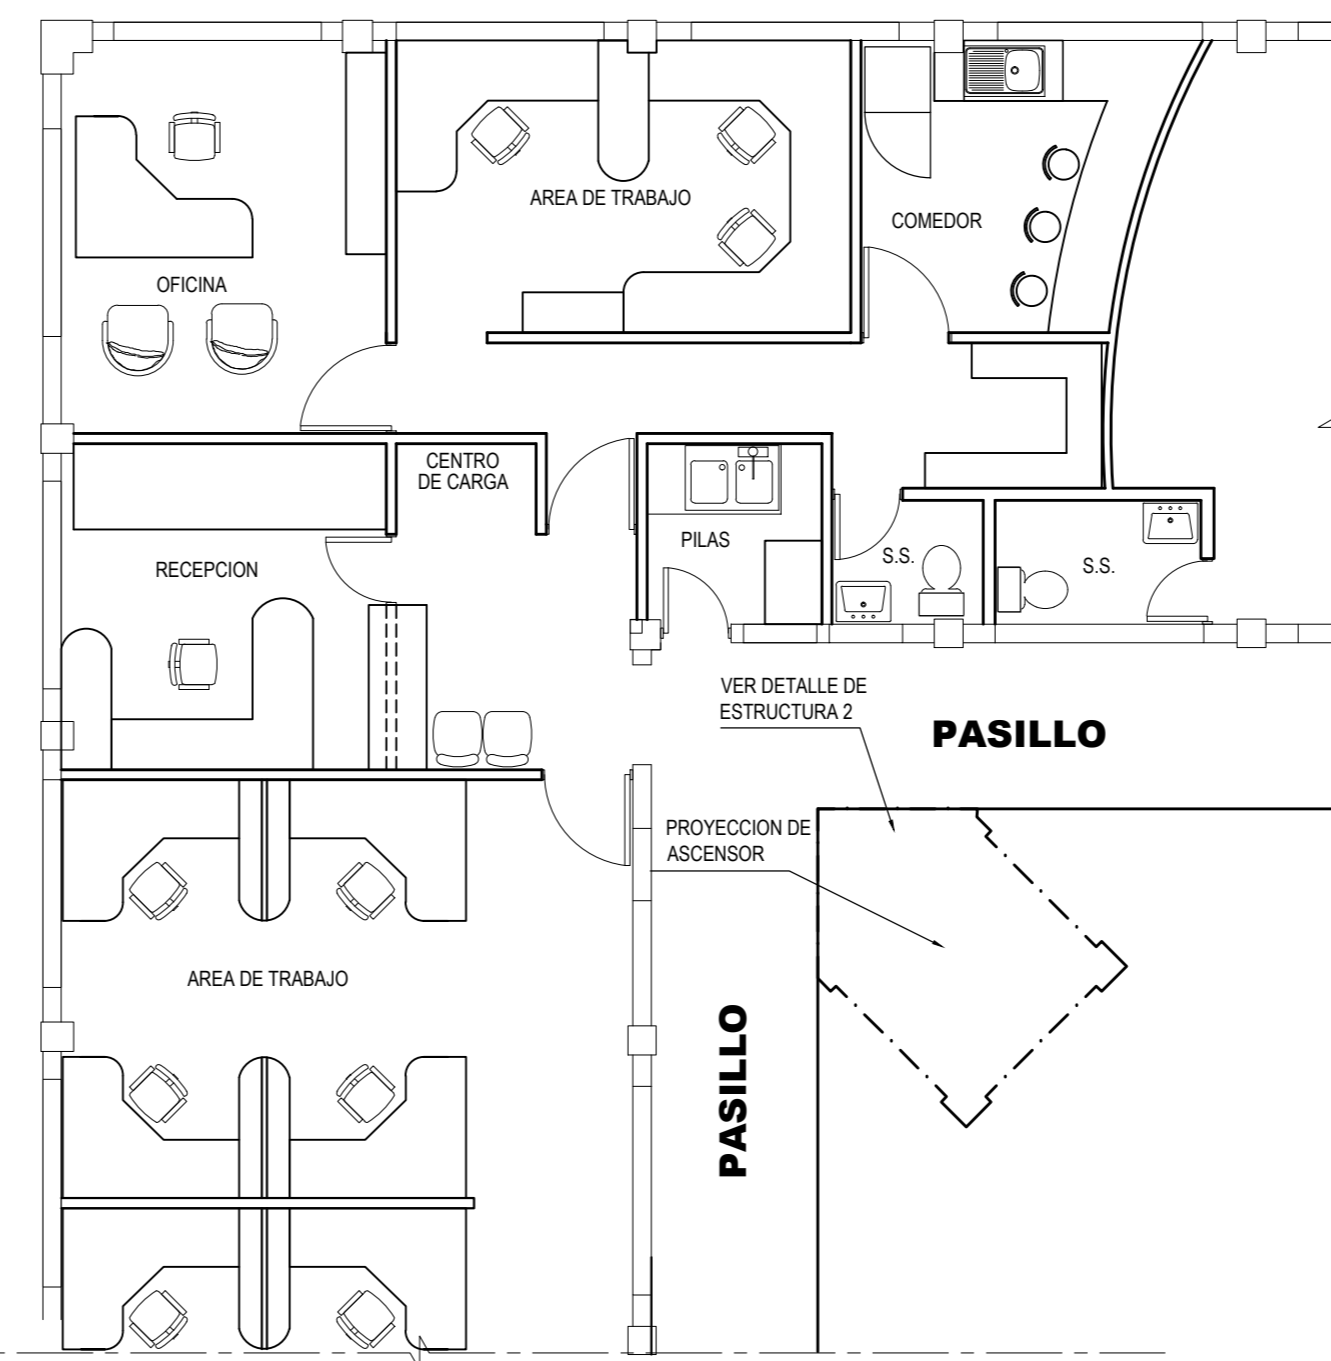 AREA DE TRABAJO
COMEDOR
OFICINA
CENTRO
DE CARGA
PILAS
S.S.
S.S.
RECEPCION
VER DETALLE DE
ESTRUCTURA 2
PASILLO
PROYECCION DE
ASCENSOR
AREA DE TRABAJO
PASILLO